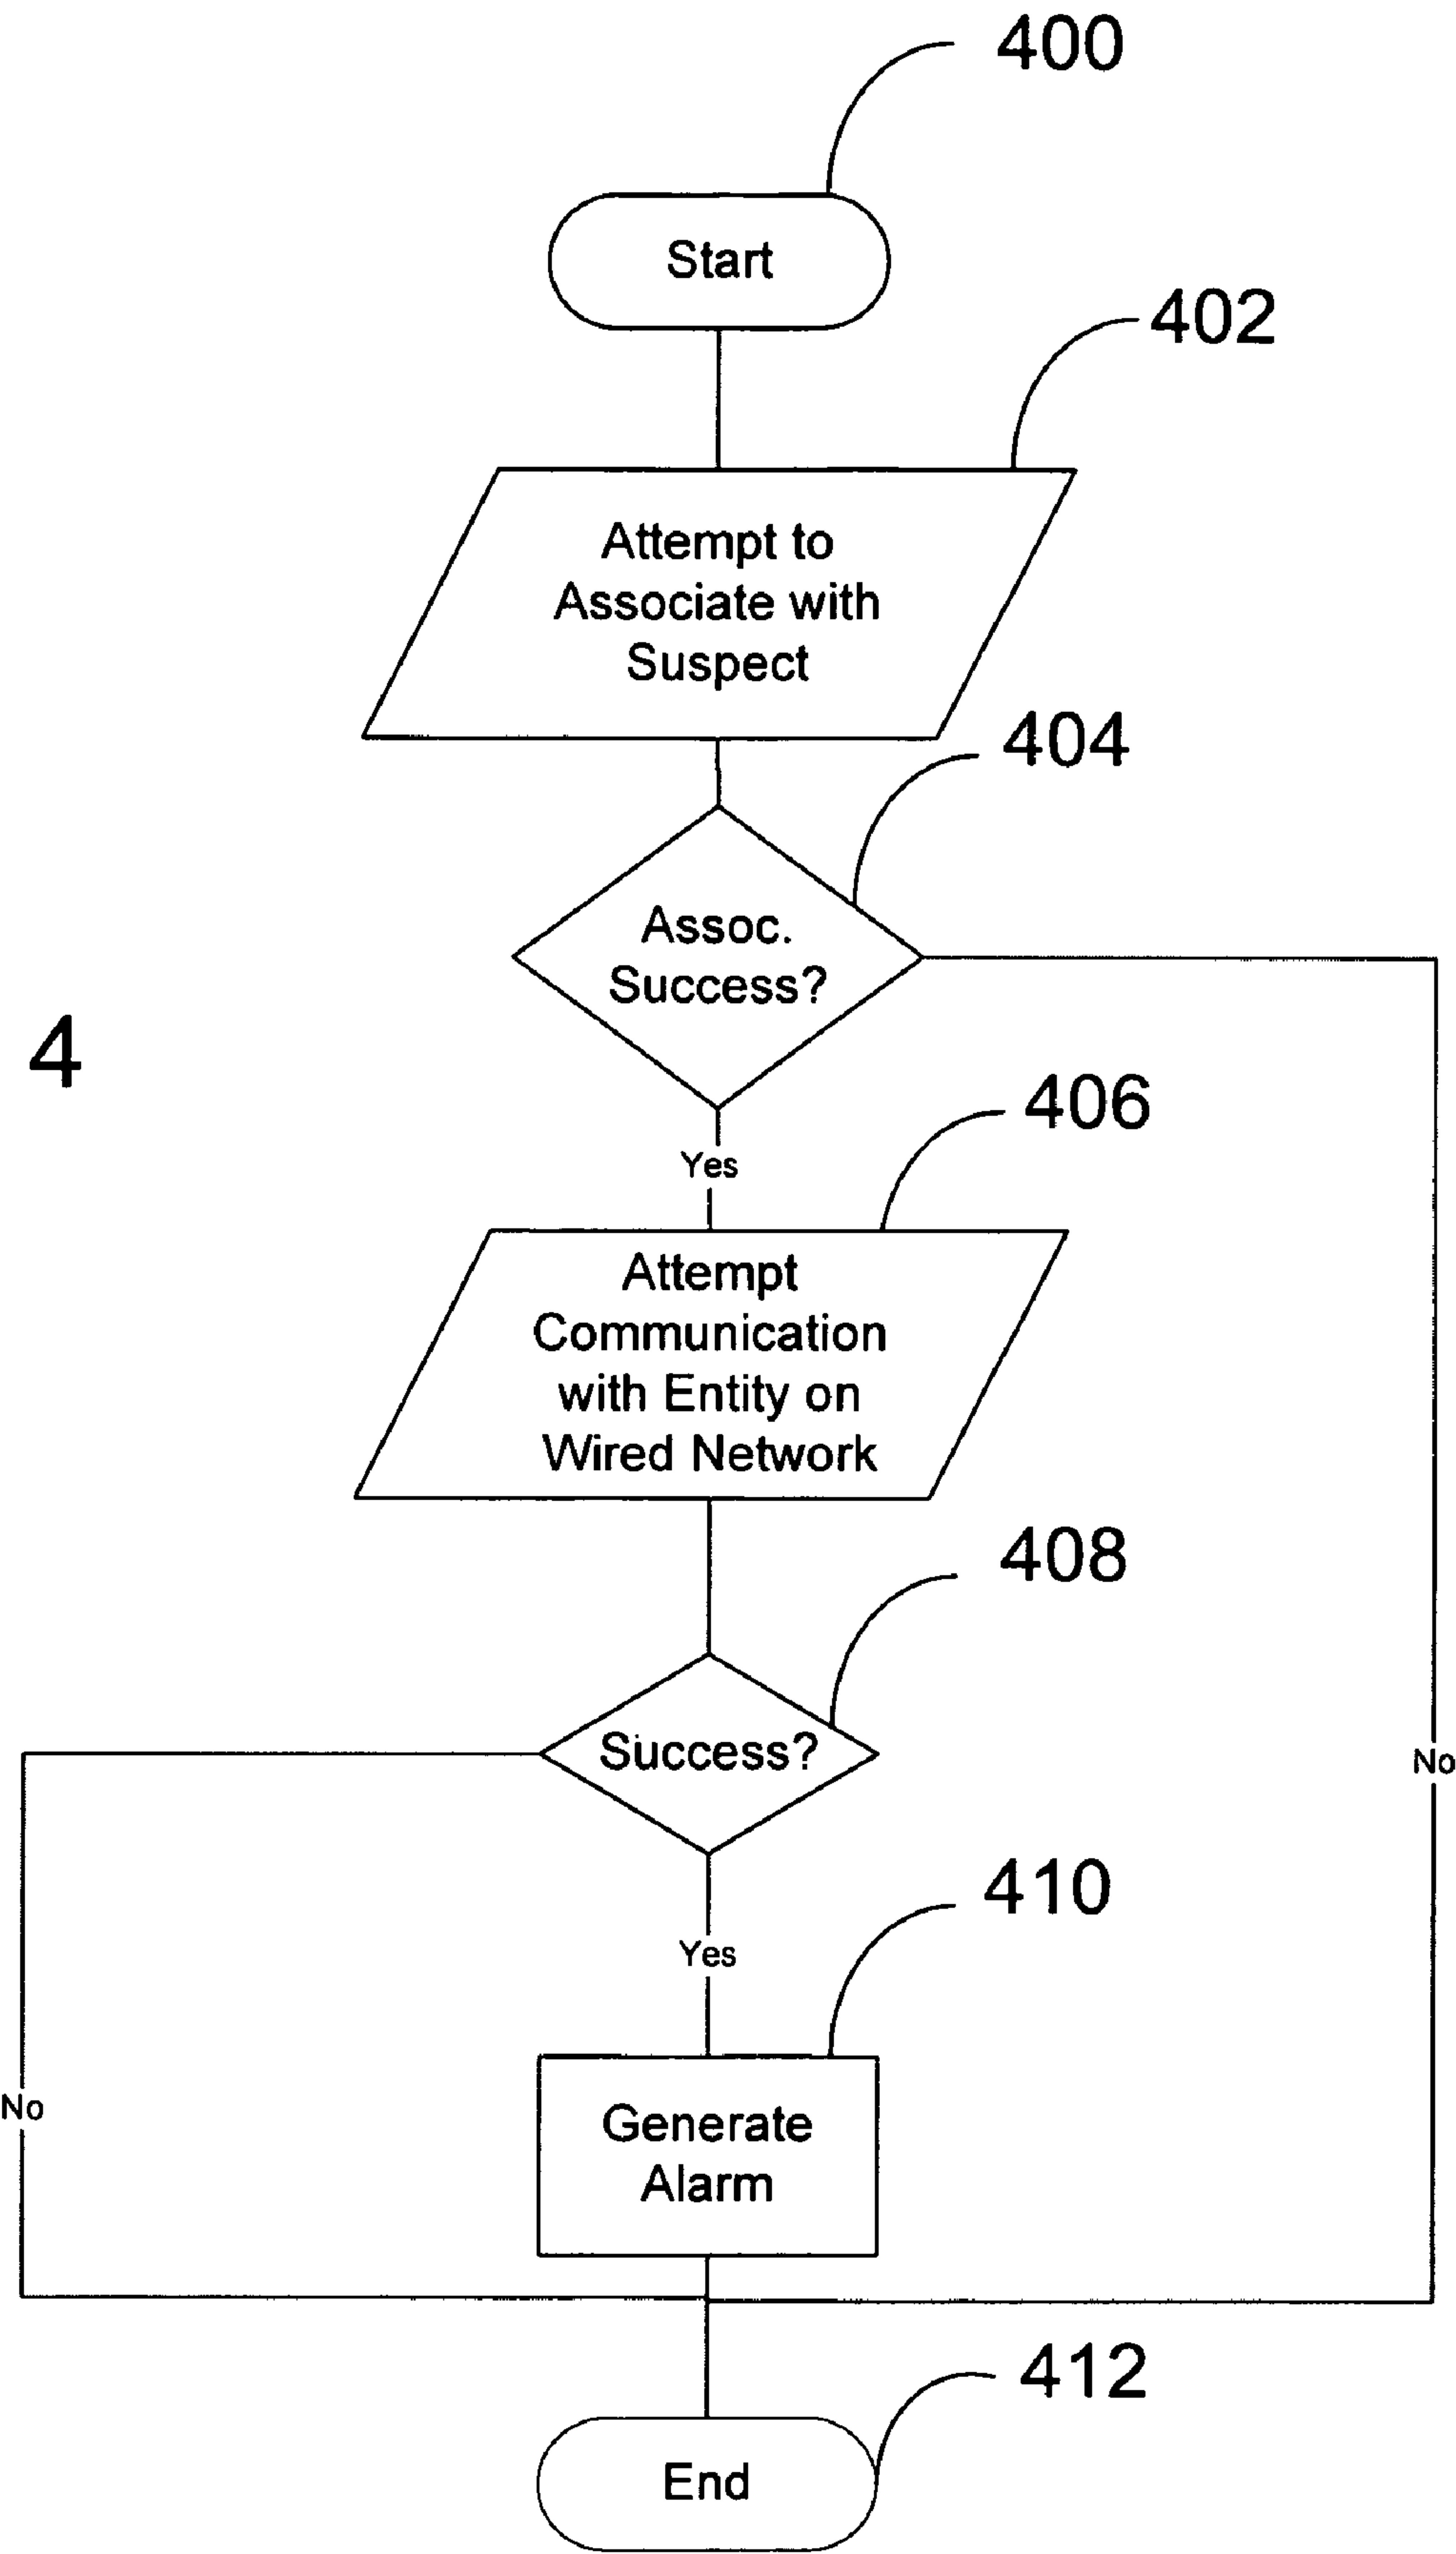 400
Start
402
Attempt to
Associate with
Suspect
404
Assoc.
Success?
4
406
Yes
Attempt
Communication
with Entity on
Wired Network
408
Success?
No
410
Yes
No
Generate
Alarm
412
End